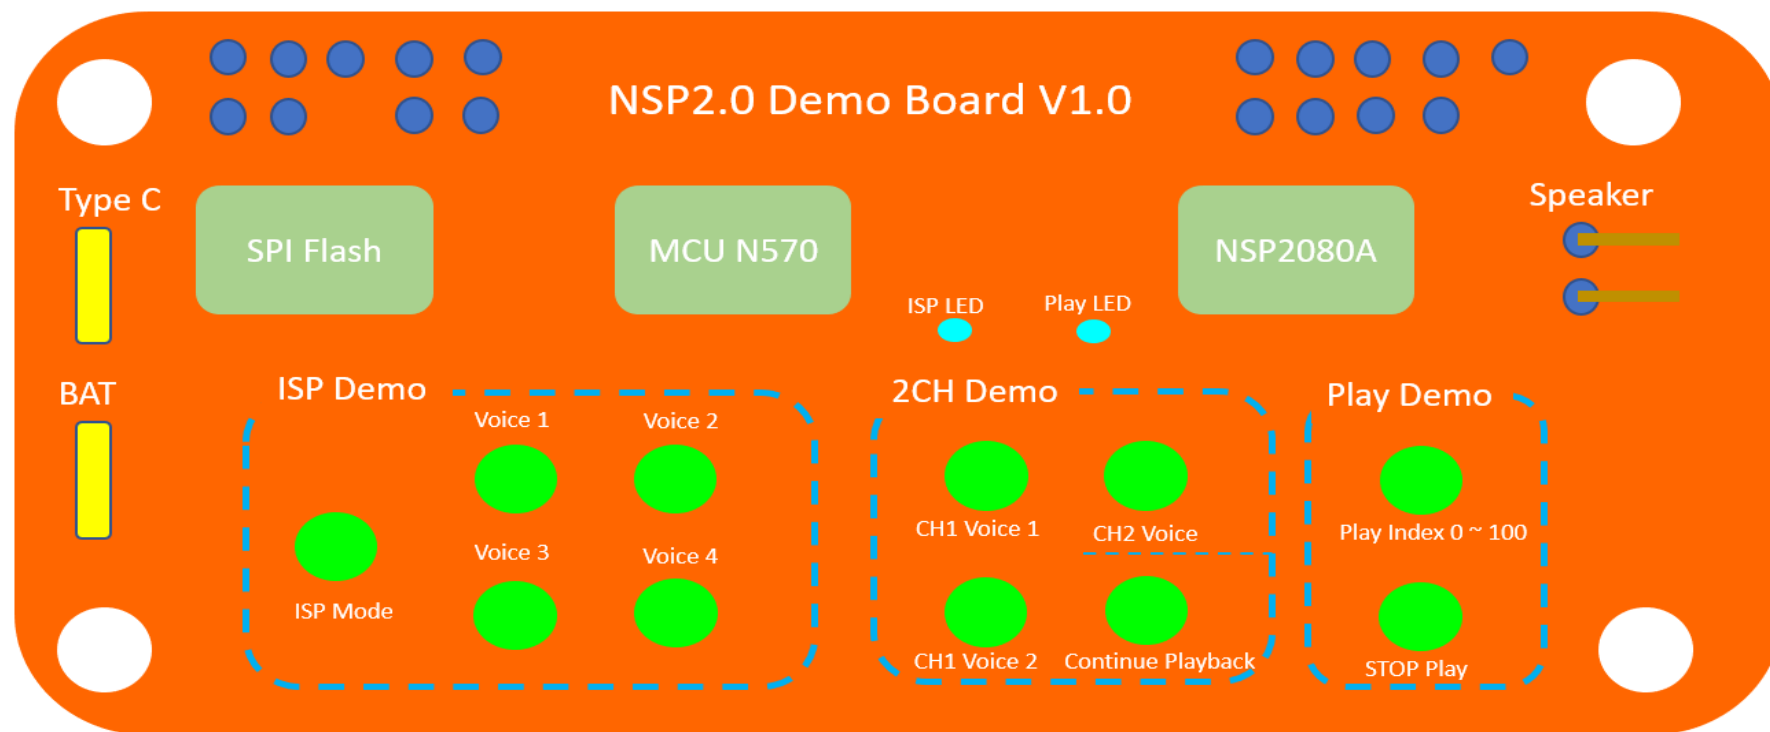 NSP2.0 Demo Board V1.0
Type C
SPI Flash
MCU N570
NSP2080A
Speaker
ISP LED
Play LED
BAT
ISP Demo
Voice 1
Voice 2
Voice 3
Voice 4
ISP Mode
2CH Demo
CH1 Voice 1
CH2 Voice
CH1 Voice 2
Continue Playback
Play Demo
Play Index 0 ~ 100
STOP Play